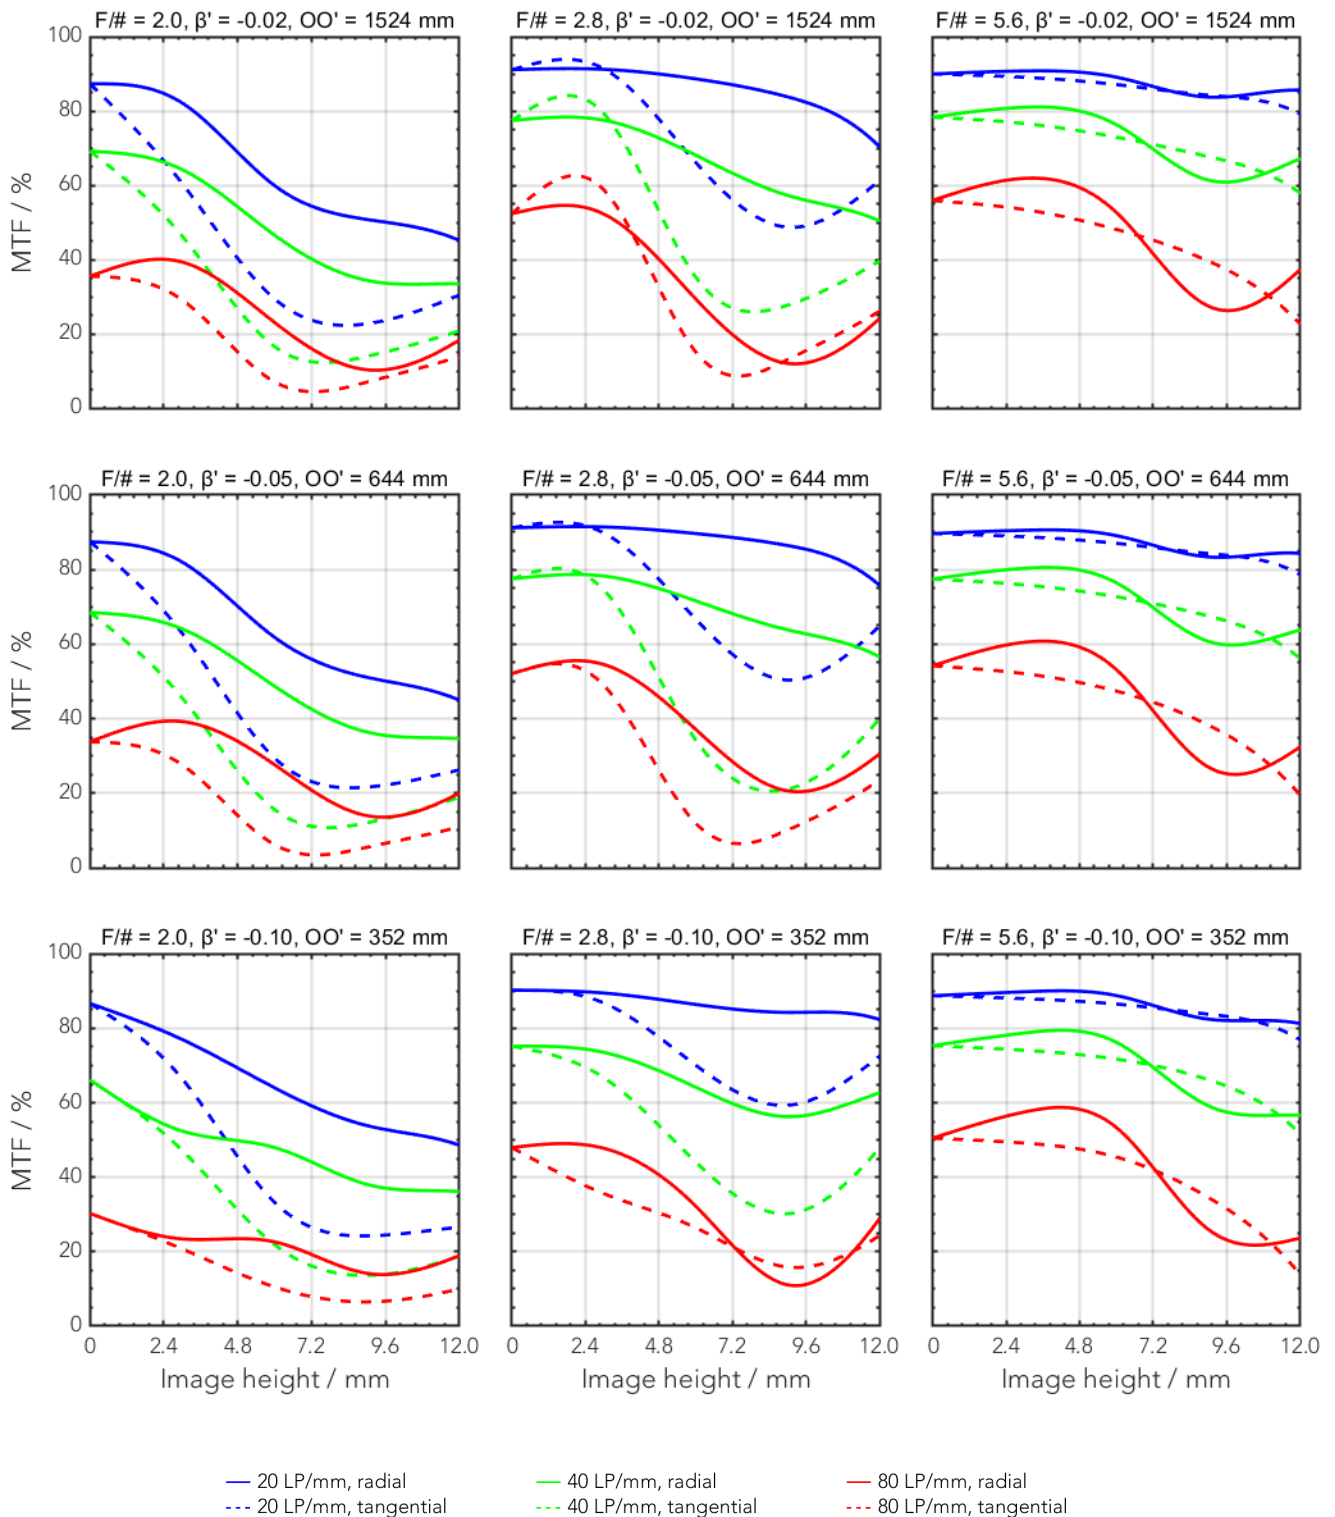 F/# = 2.0, β' = -0.02, OO' = 1524 mm
F/# = 2.8, β' = -0.02, OO' = 1524 mm
F/# = 5.6, β' = -0.02, OO' = 1524 mm
100
80
60
40
20
0
MTF / %
F/# = 2.0, β' = -0.05, OO' = 644 mm
F/# = 2.8, β' = -0.05, OO' = 644 mm
F/# = 5.6, β' = -0.05, OO' = 644 mm
100
80
60
40
20
0
MTF / %
F/# = 2.0, β' = -0.10, OO' = 352 mm
F/# = 2.8, β' = -0.10, OO' = 352 mm
F/# = 5.6, β' = -0.10, OO' = 352 mm
100
80
60
40
20
0
MTF / %
0 2.4 4.8 7.2 9.6 12.0
0 2.4 4.8 7.2 9.6 12.0
0 2.4 4.8 7.2 9.6 12.0
Image height / mm
Image height / mm
Image height / mm
20 LP/mm, radial
40 LP/mm, radial
80 LP/mm, radial
20 LP/mm, tangential
40 LP/mm, tangential
80 LP/mm, tangential